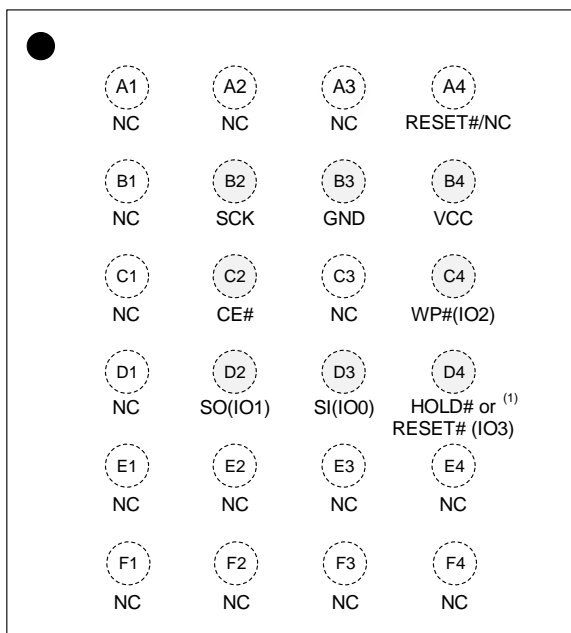 A1 A2 A3 A4
NC NC NC RESET#/NC
B1 B2 B3 B4
NC SCK GND VCC
C1 C2 C3 C4
NC CE# NC WP#(IO2)
D1 D2 D3 D4
NC SO(IO1) SI(IO0) HOLD# or (1)
RESET# (IO3)
E1 E2 E3 E4
NC NC NC NC
F1 F2 F3 F4
NC NC NC NC